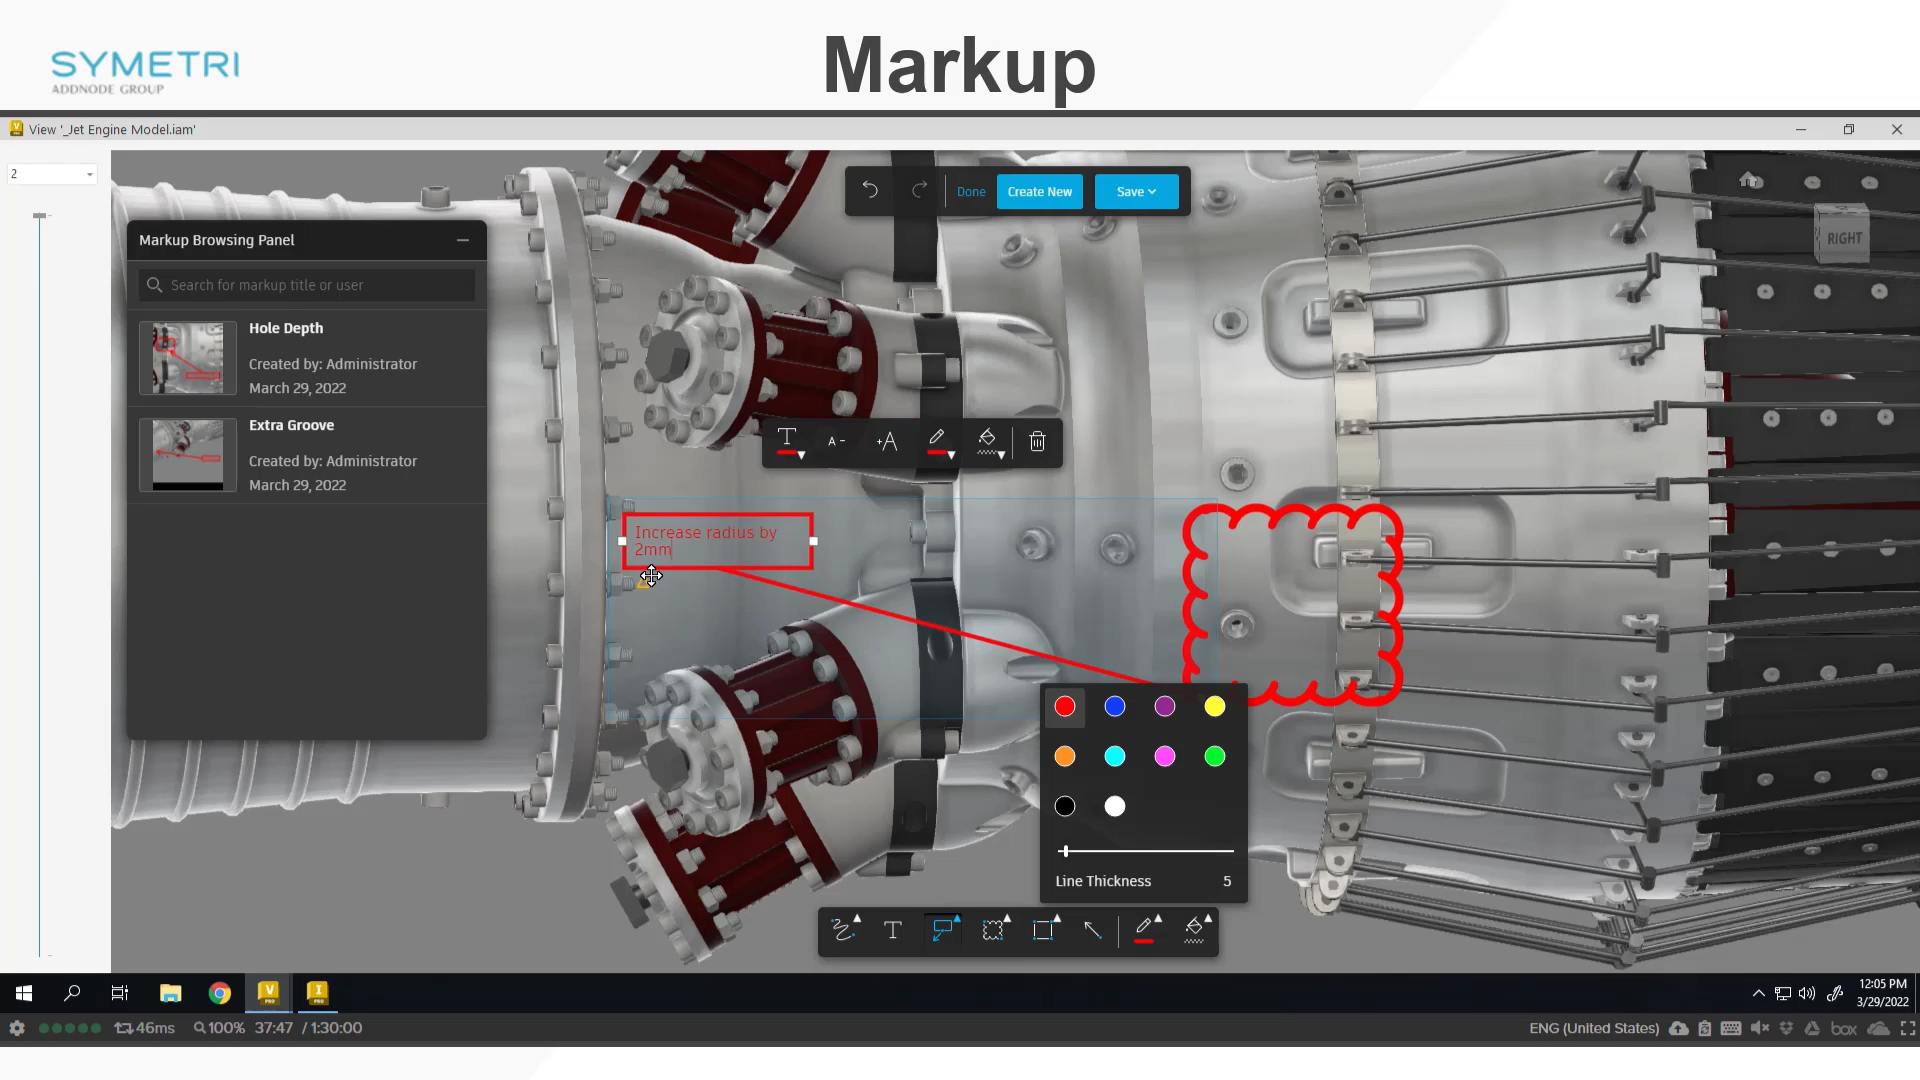 SYMETRI
ADDNODE GROUP
Markup
View '_Jet Engine Model.iam'
2
Done
Create New
Save
RIGHT
Markup Browsing Panel
Search for markup title or user
Hole Depth
Created by: Administrator
March 29, 2022
Extra Groove
Created by: Administrator
March 29, 2022
T
A-
+A
Increase radius by
2mm
Line Thickness
5
T
V
PRO
I
PRO
12:05 PM
3/29/2022
46ms
100%
37:47 / 1:30:00
ENG (United States)
box